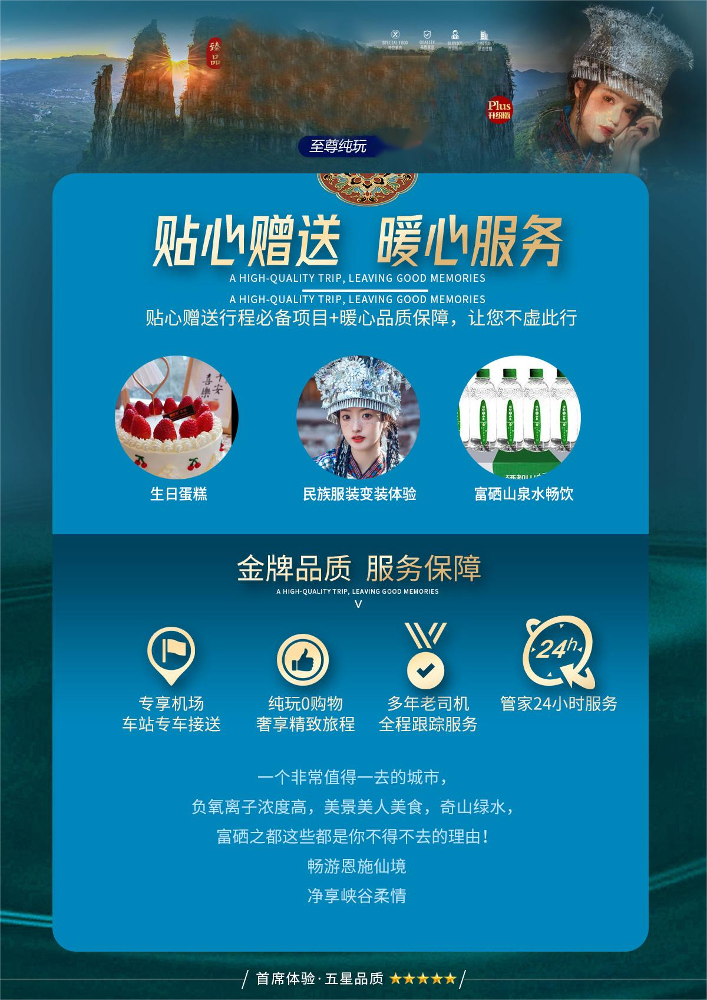 臻品
SPECIAL FOOD
QUALITY
SERVICE
HOTEL
Plus
升级版
至尊纯玩
贴心赠送 暖心服务
A HIGH-QUALITY TRIP, LEAVING GOOD MEMORIES
A HIGH-QUALITY TRIP, LEAVING GOOD MEMORIES
贴心赠送行程必备项目+暖心品质保障，让您不虚此行
平安
喜樂
生日蛋糕
民族服装变装体验
富硒山泉水畅饮
金牌品质 服务保障
A HIGH-QUALITY TRIP, LEAVING GOOD MEMORIES
24h
专享机场
车站专车接送
纯玩0购物
奢享精致旅程
多年老司机
全程跟踪服务
管家24小时服务
一个非常值得一去的城市，
负氧离子浓度高，美景美人美食，奇山绿水，
富硒之都这些都是你不得不去的理由！
畅游恩施仙境
净享峡谷柔情
首席体验·五星品质